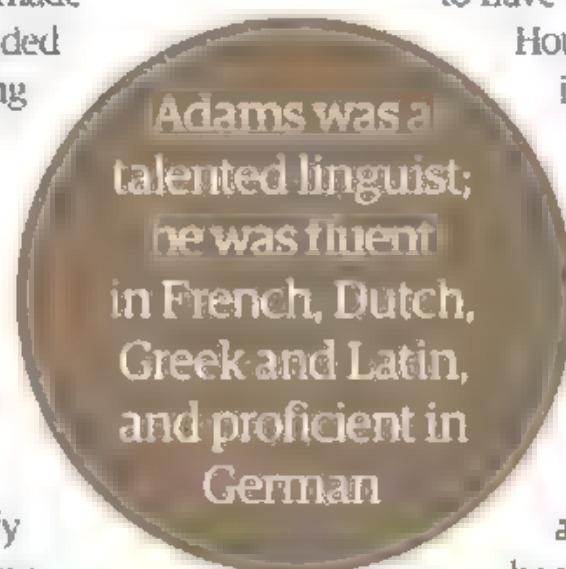 Adams was a
talented linguist;
he was fluent
in French, Dutch,
Greek and Latin,
and proficient in
German